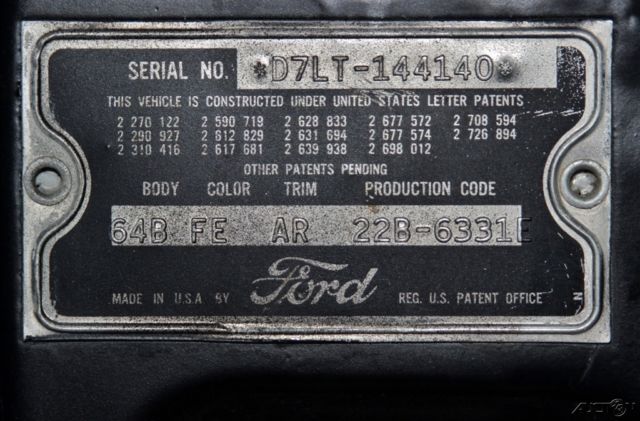 SERIAL NO. *D7LT-144140*
THIS VEHICLE IS CONSTRUCTED UNDER UNITED STATES LETTER PATENTS
2 270 122 2 590 719 2 628 833 2 677 572 2 708 594
2 290 927 2 612 829 2 631 694 2 677 574 2 726 894
2 310 416 2 617 681 2 639 938 2 698 012
OTHER PATENTS PENDING
BODY COLOR TRIM PRODUCTION CODE
64B FE AR 22B-6331E
MADE IN U.S.A BY Ford REG. U.S. PATENT OFFICE
N